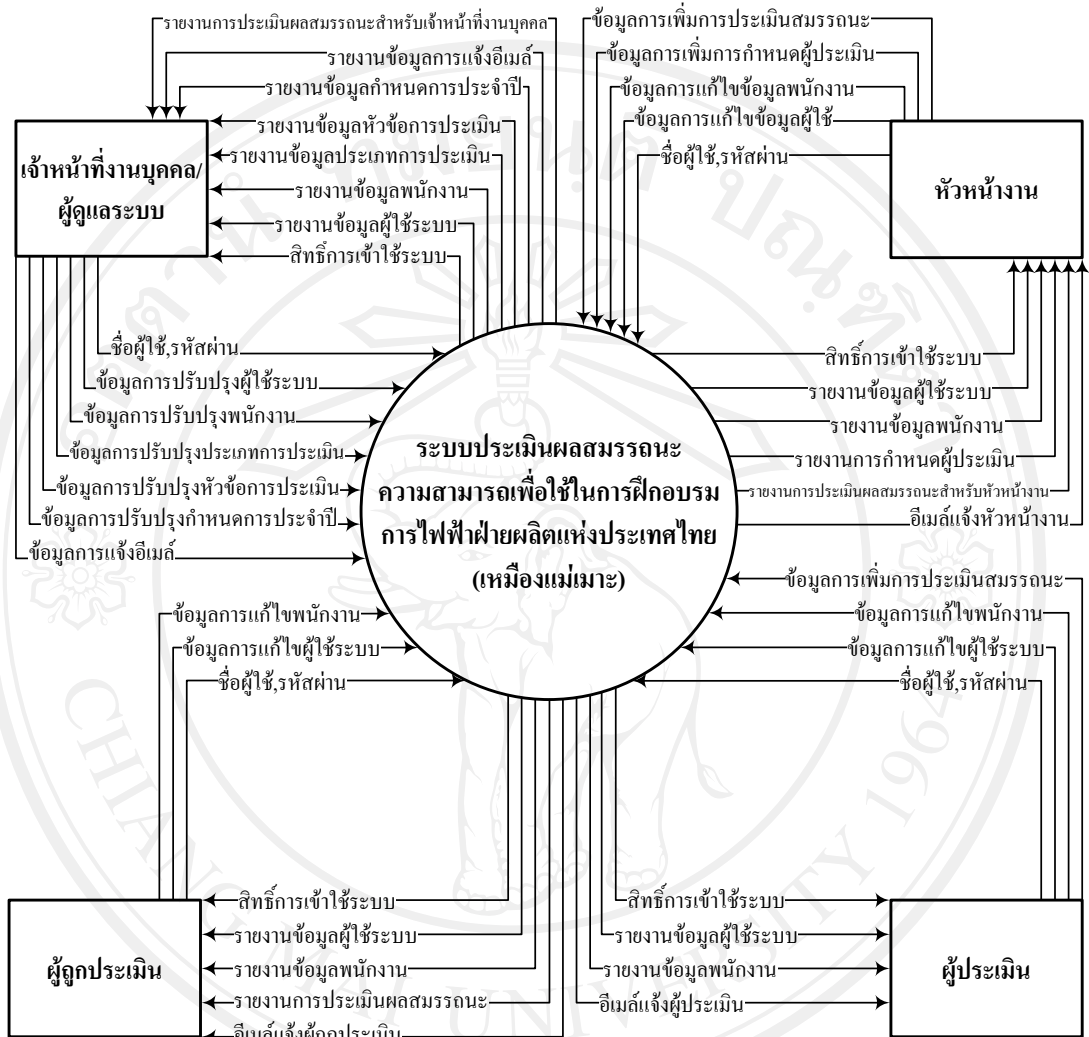 รายงานการประเมินผลสมรรถนะสำหรับเจ้าหน้าที่งานบุคคล
รายงานข้อมูลการแจ้งอีเมล์
รายงานข้อมูลกำหนดการประจำปี
รายงานข้อมูลหัวข้อการประเมิน
รายงานข้อมูลประเภทการประเมิน
รายงานข้อมูลพนักงาน
รายงานข้อมูลผู้ใช้ระบบ
สิทธิ์การเข้าใช้ระบบ
เจ้าหน้าที่งานบุคคล/
ผู้ดูแลระบบ
ข้อมูลการเพิ่มการประเมินสมรรถนะ
ข้อมูลการเพิ่มการกำหนดผู้ประเมิน
ข้อมูลการแก้ไขข้อมูลพนักงาน
ข้อมูลการแก้ไขข้อมูลผู้ใช้
ชื่อผู้ใช้,รหัสผ่าน
หัวหน้างาน
ชื่อผู้ใช้,รหัสผ่าน
ข้อมูลการปรับปรุงผู้ใช้ระบบ
ข้อมูลการปรับปรุงพนักงาน
ข้อมูลการปรับปรุงประเภทการประเมิน
ข้อมูลการปรับปรุงหัวข้อการประเมิน
ข้อมูลการปรับปรุงกำหนดการประจำปี
ข้อมูลการแจ้งอีเมล์
ระบบประเมินผลสมรรถนะ
ความสามารถเพื่อใช้ในการฝึกอบรม
การไฟฟ้าฝ่ายผลิตแห่งประเทศไทย
(เหมืองแม่เมาะ)
สิทธิ์การเข้าใช้ระบบ
รายงานข้อมูลผู้ใช้ระบบ
รายงานข้อมูลพนักงาน
รายงานการกำหนดผู้ประเมิน
รายงานการประเมินผลสมรรถนะสำหรับหัวหน้างาน
อีเมล์แจ้งหัวหน้างาน
ข้อมูลการแก้ไขพนักงาน
ข้อมูลการแก้ไขผู้ใช้ระบบ
ชื่อผู้ใช้,รหัสผ่าน
ข้อมูลการเพิ่มการประเมินสมรรถนะ
ข้อมูลการแก้ไขพนักงาน
ข้อมูลการแก้ไขผู้ใช้ระบบ
ชื่อผู้ใช้,รหัสผ่าน
ผู้ถูกประเมิน
สิทธิ์การเข้าใช้ระบบ
รายงานข้อมูลผู้ใช้ระบบ
รายงานข้อมูลพนักงาน
รายงานการประเมินผลสมรรถนะ
อีเมล์แจ้งผู้ถูกประเมิน
สิทธิ์การเข้าใช้ระบบ
รายงานข้อมูลผู้ใช้ระบบ
รายงานข้อมูลพนักงาน
อีเมล์แจ้งผู้ประเมิน
ผู้ประเมิน
CHIANG MAI UNIVERSITY 1964